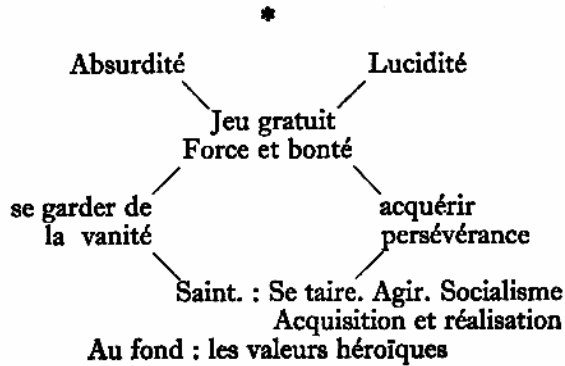 *
Absurdité Lucidité
Jeu gratuit
Force et bonté
se garder de acquérir
la vanité persévérance
Saint. : Se taire. Agir. Socialisme
Acquisition et réalisation
Au fond : les valeurs héroïques